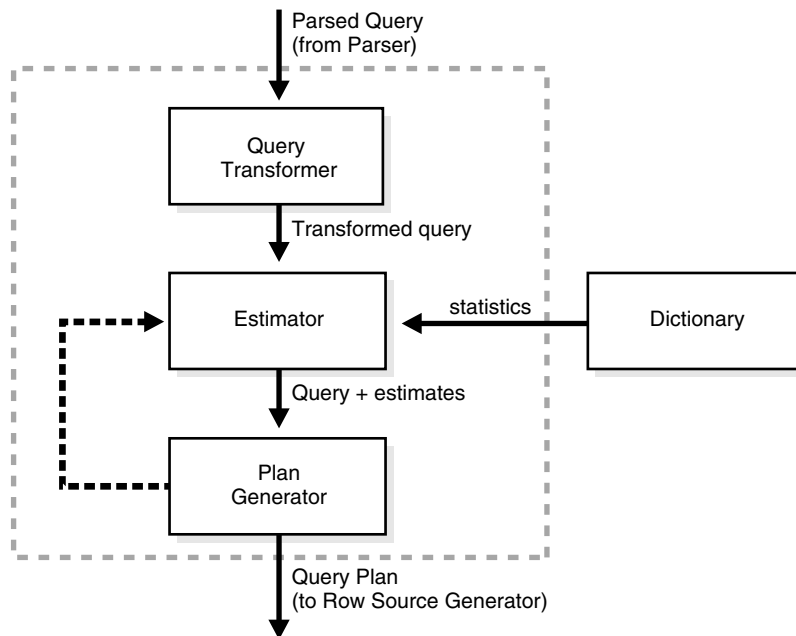 Parsed Query
(from Parser)
Query
Transformer
Transformed query
Estimator
statistics
Dictionary
Query + estimates
Plan
Generator
Query Plan
(to Row Source Generator)